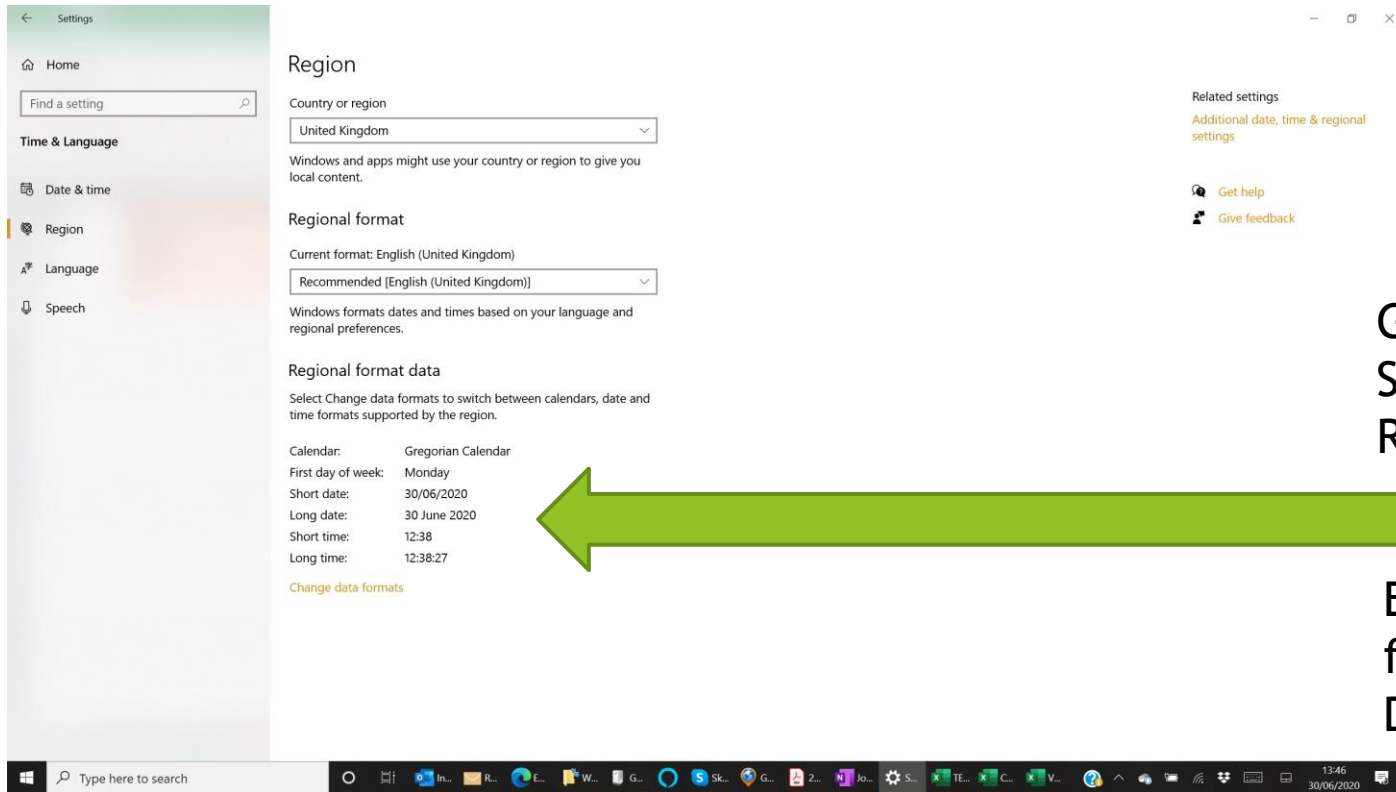 Settings
Home
Find a setting
Time & Language
Date & time
Region
Language
Speech
Region
Country or region
United Kingdom
Windows and apps might use your country or region to give you
local content.
Regional format
Current format: English (United Kingdom)
Recommended [English (United Kingdom)]
Windows formats dates and times based on your language and
regional preferences.
Regional format data
Select Change data formats to switch between calendars, date and
time formats supported by the region.
Calendar: Gregorian Calendar
First day of week: Monday
Short date: 30/06/2020
Long date: 30 June 2020
Short time: 12:38
Long time: 12:38:27
Change data formats
Related settings
Additional date, time & regional
settings
Get help
Give feedback
G
S
R
E
f
D
Type here to search
In... R... E... W... G... Sk... G... 2... Jo... S... TE... C... V...
13:46
30/06/2020